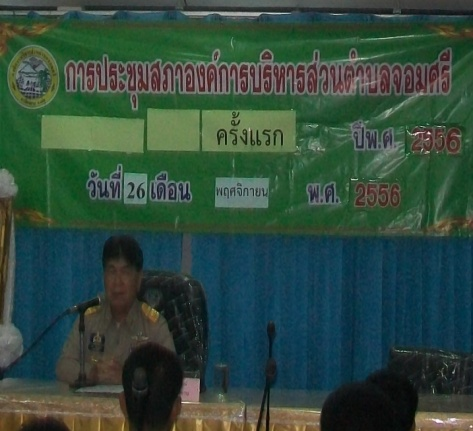 การประชุมสภาองค์การบริหารส่วนตำบลจอมศรี
ครั้งแรก ปีพ.ศ. 2556
วันที่ 26 เดือน พฤศจิกายน พ.ศ. 2556